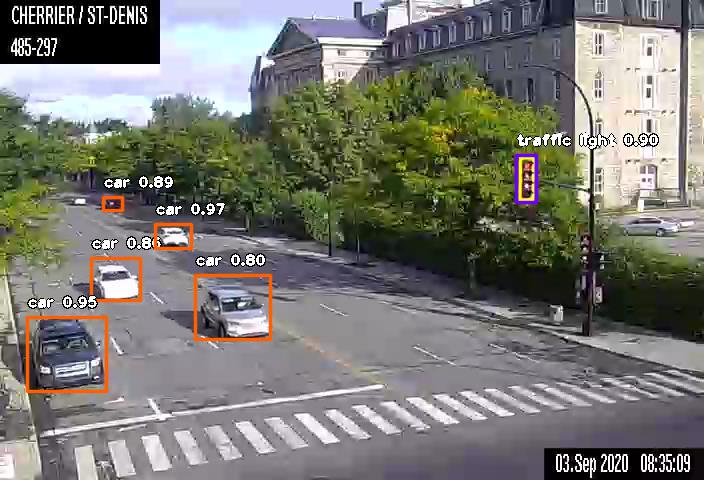 CHERRIER / ST-DENIS
485-297
traffic light 0.90
car 0.89
car 0.97
car 0.86
car 0.80
car 0.95
03.Sep 2020 08:35:09